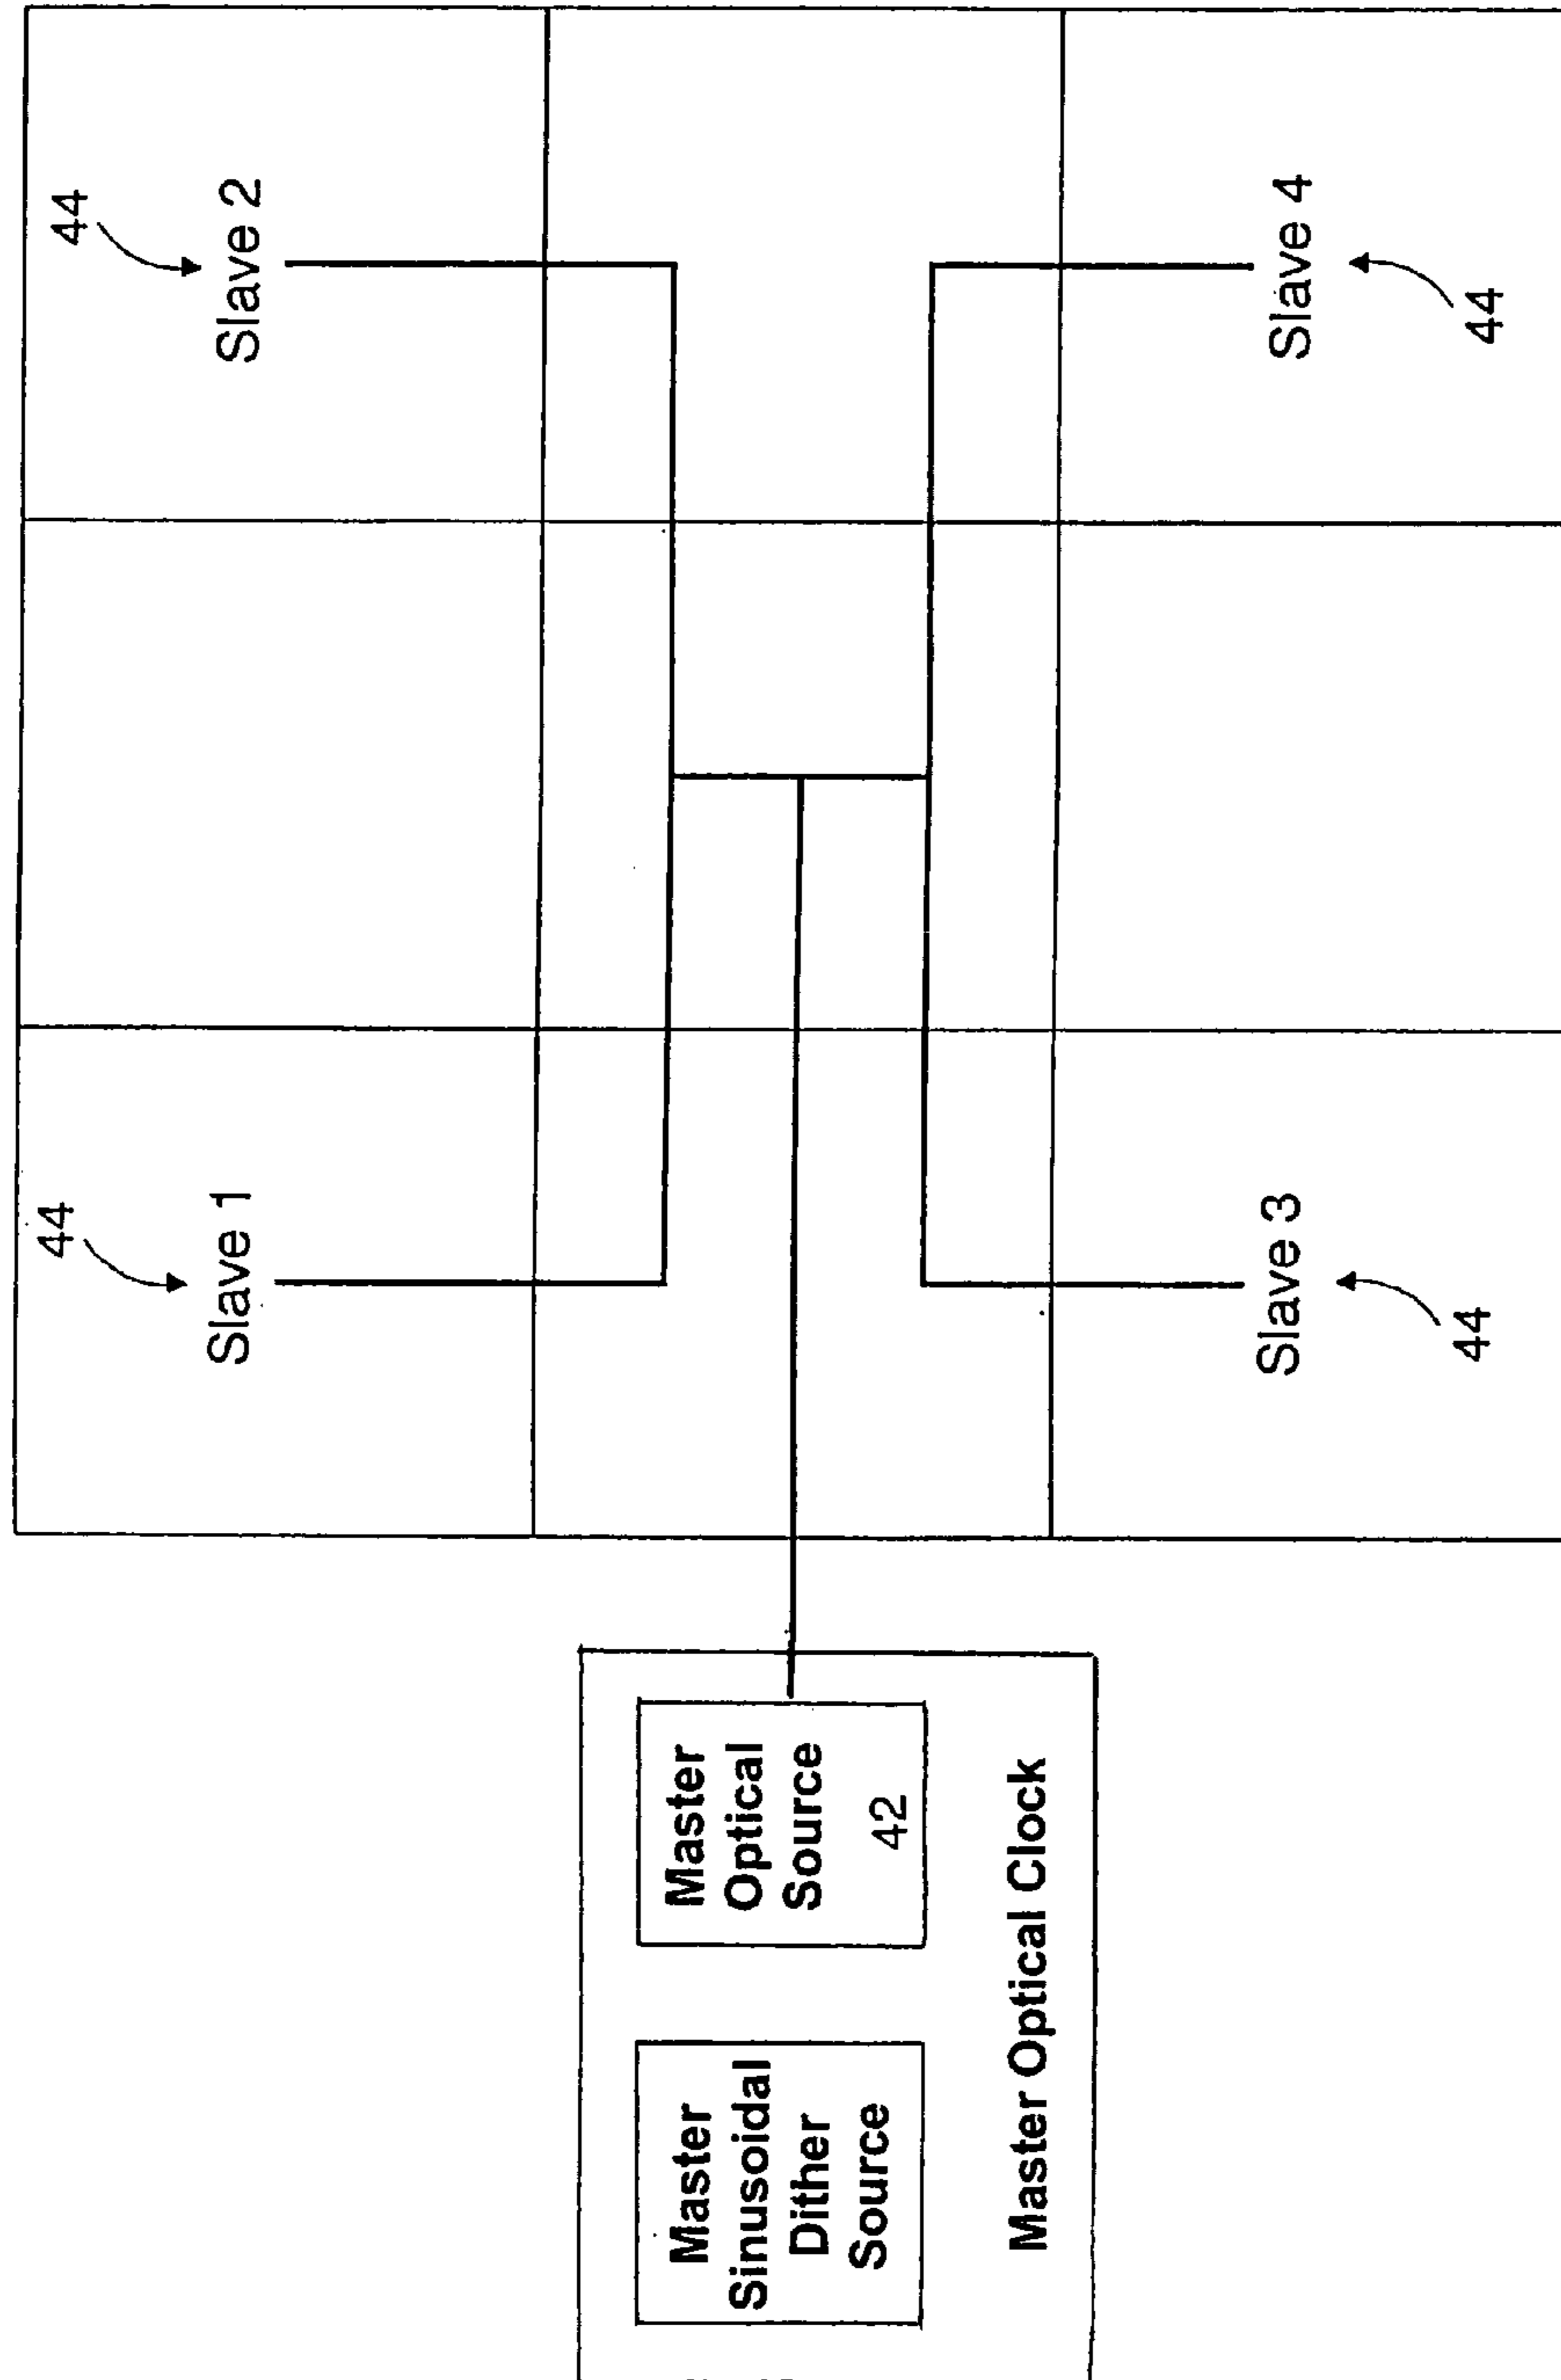 44
Slave 1
44
Slave 2
Master
Sinusoidal
Dither
Source
Master
Optical
Source
42
Master Optical Clock
Slave 3
44
Slave 4
44